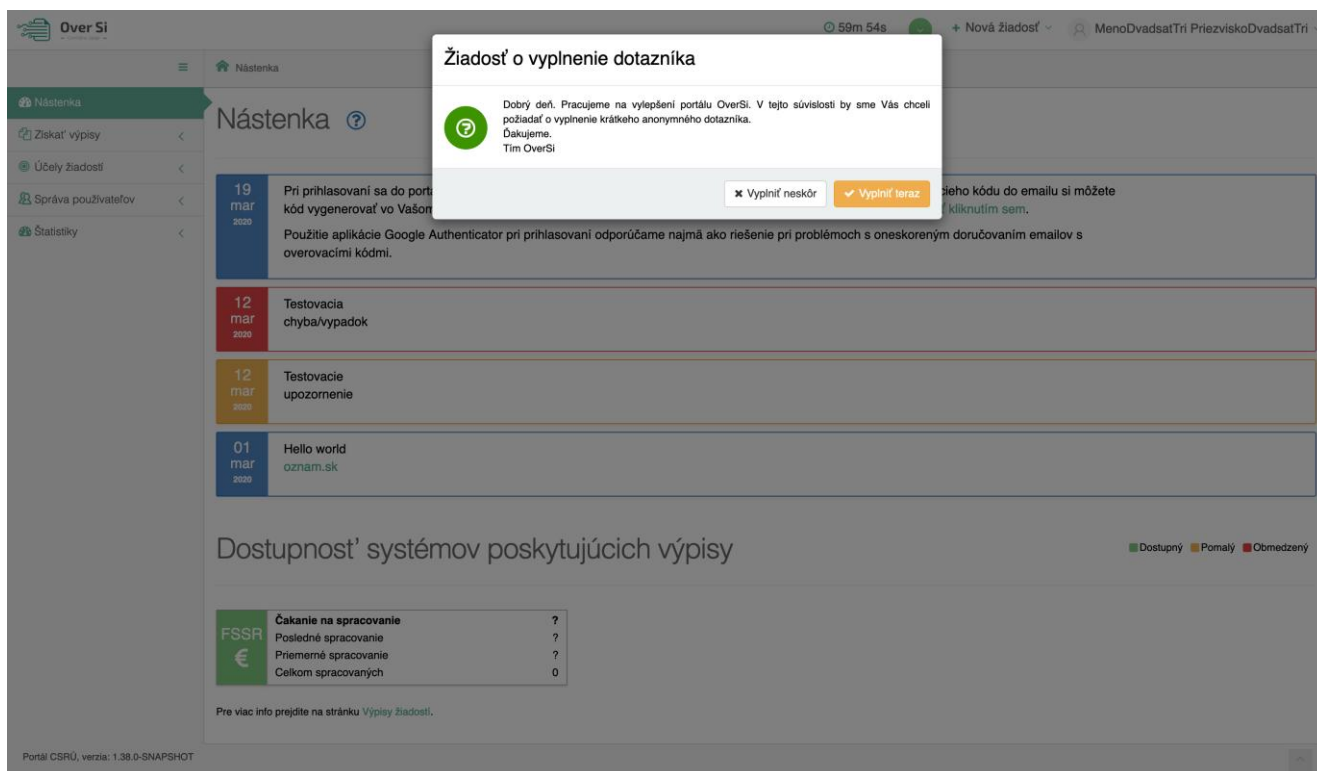 Over Si
59m 54s
+ Nová žiadosť
MenoDvadsatTri PriezviskoDvadsatTri
Nástenka
Získať výpisy
Účely žiadostí
Správa používateľov
Štatistiky
Nástenka
Nástenka
Žiadosť o vyplnenie dotazníka
Dobrý deň. Pracujeme na vylepšení portálu OverSi. V tejto súvislosti by sme Vás chceli
požiadať o vyplnenie krátkeho anonymného dotazníka.
Ďakujeme.
Tím OverSi
Vyplniť neskôr
Vyplniť teraz
19
mar
2020
Pri prihlasovaní sa do
kódu do emailu si môžete
kód vygenerovať vo
kliknutím sem.
Použitie aplikácie Google Authenticator pri prihlasovaní odporúčame najmä ako riešenie pri problémoch s oneskoreným doručovaním emailov s
overovacími kódmi.
12
mar
2020
Testovacia
chyba/vypadok
12
mar
2020
Testovacie
upozornenie
01
mar
2020
Hello world
oznam.sk
Dostupnosť systémov poskytujúcich výpisy
Dostupný Pomalý Obmedzený
FSSR
€
Čakanie na spracovanie ?
Posledné spracovanie ?
Priemerné spracovanie ?
Celkom spracovaných 0
Pre viac info prejdite na stránku Výpisy žiadostí.
Portál CSRÚ, verzia: 1.38.0-SNAPSHOT